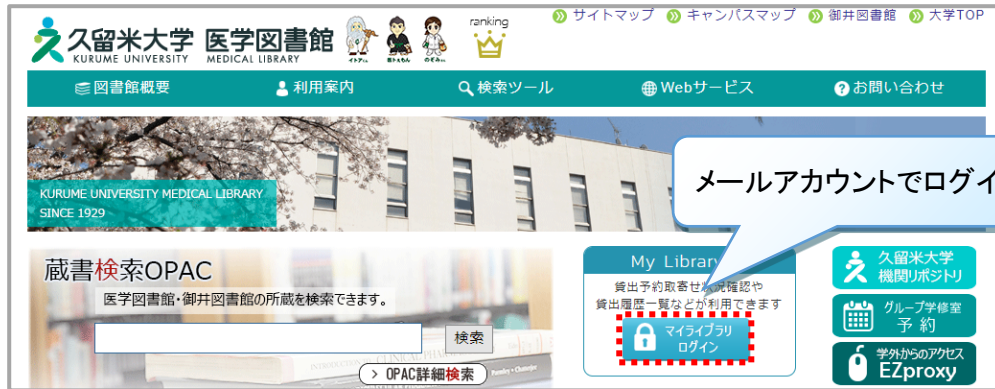 サイトマップ キャンパスマップ 御井図書館 大学TOP
久留米大学 医学図書館
KURUME UNIVERSITY MEDICAL LIBRARY
ranking
図書館概要 利用案内 検索ツール Webサービス お問い合わせ
KURUME UNIVERSITY MEDICAL LIBRARY
SINCE 1929
メールアカウントでログイ
蔵書検索OPAC
医学図書館・御井図書館の所蔵を検索できます。
検索
OPAC詳細検索
My Library
貸出予約取寄せ状況確認や
貸出履歴一覧などが利用できます
マイライブラリ
ログイン
久留米大学
機関リポジトリ
グループ学修室
予約
学外からのアクセス
EZproxy